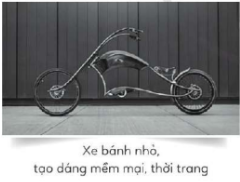 Xe bánh nhỏ,
tạo dáng mềm mại, thời trang